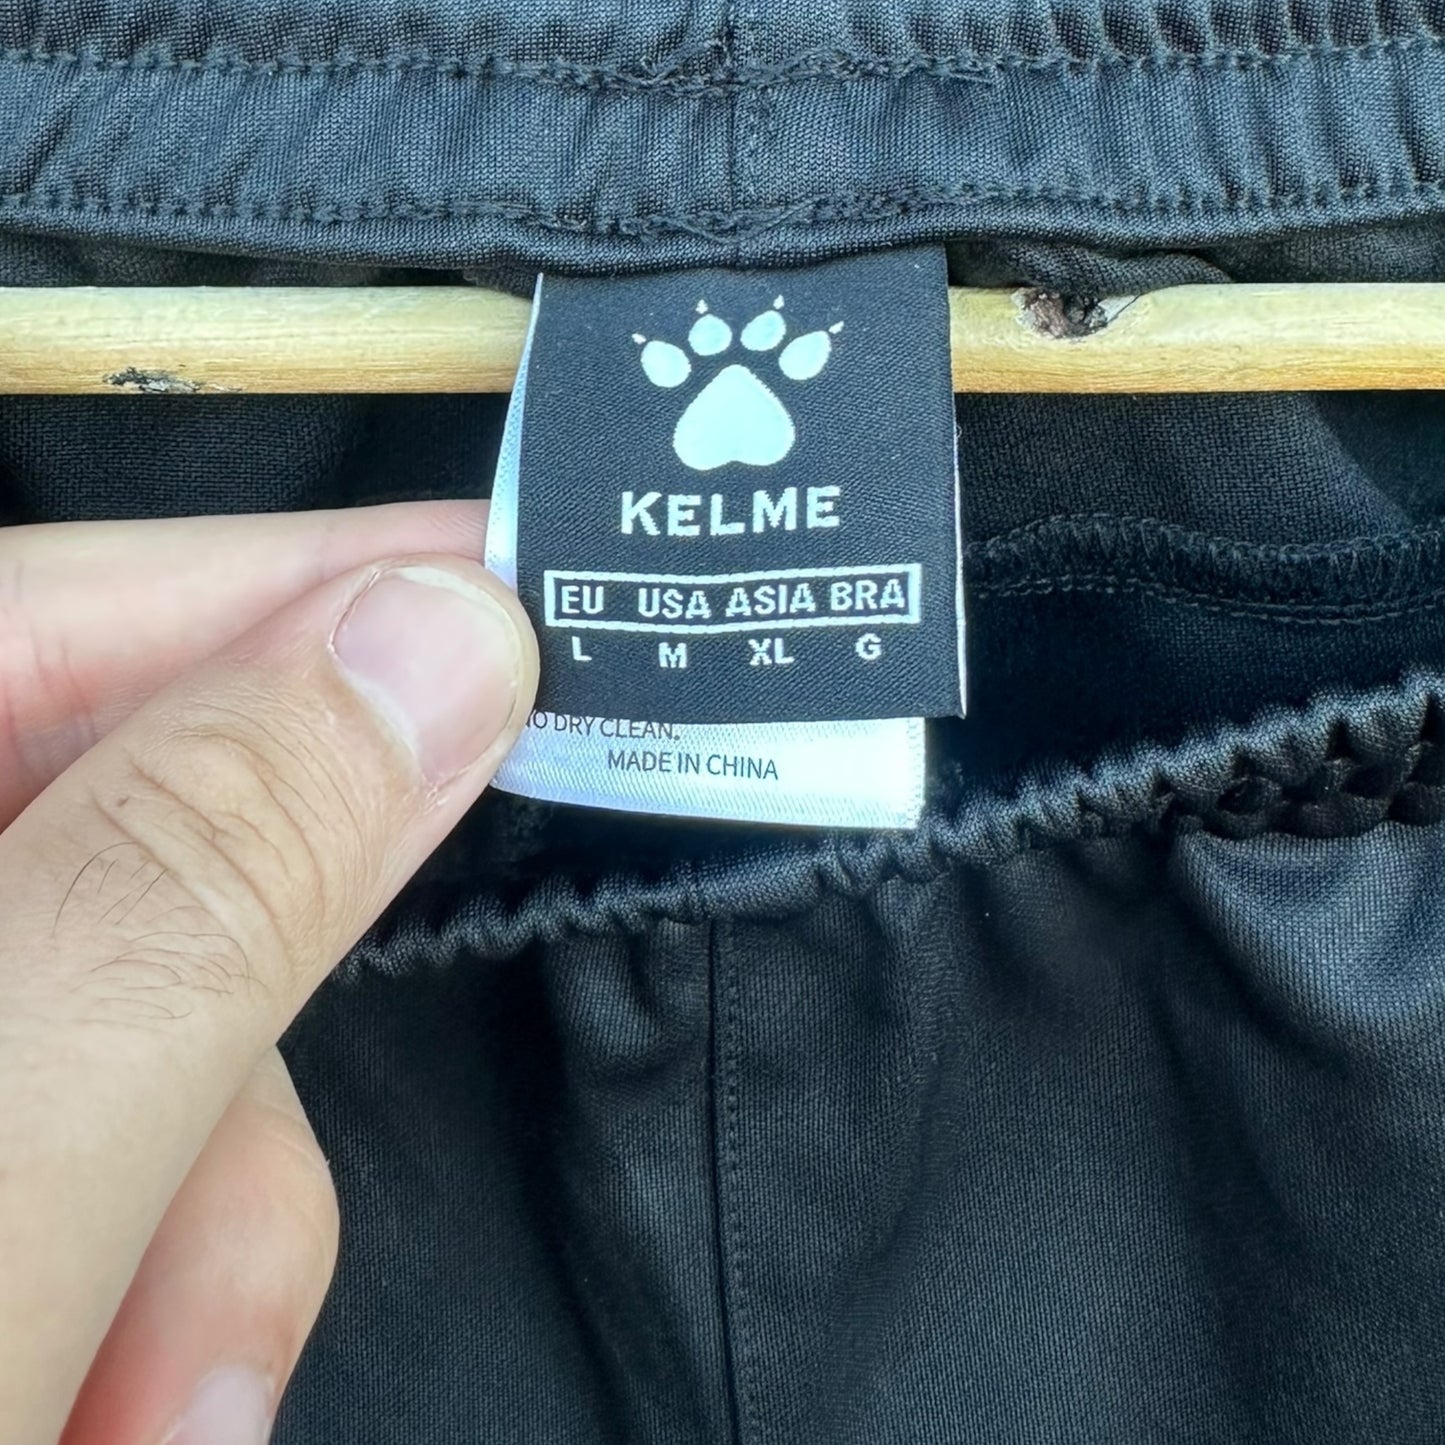 KELME
EU USA ASIA BRA
L M XL G
DRY CLEAN.
MADE IN CHINA